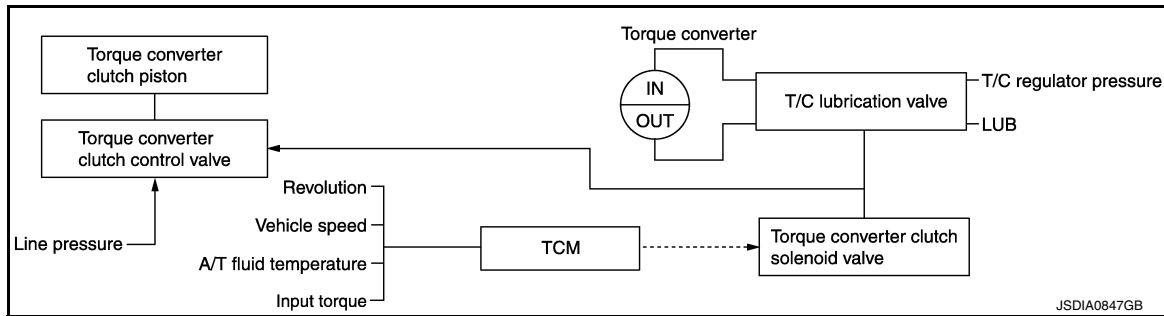 Torque converter
clutch piston
Torque converter
clutch control valve
Line pressure
Revolution
Vehicle speed
A/T fluid temperature
Input torque
TCM
Torque converter
IN
OUT
T/C lubrication valve
T/C regulator pressure
LUB
Torque converter clutch
solenoid valve
JSDIA0847GB